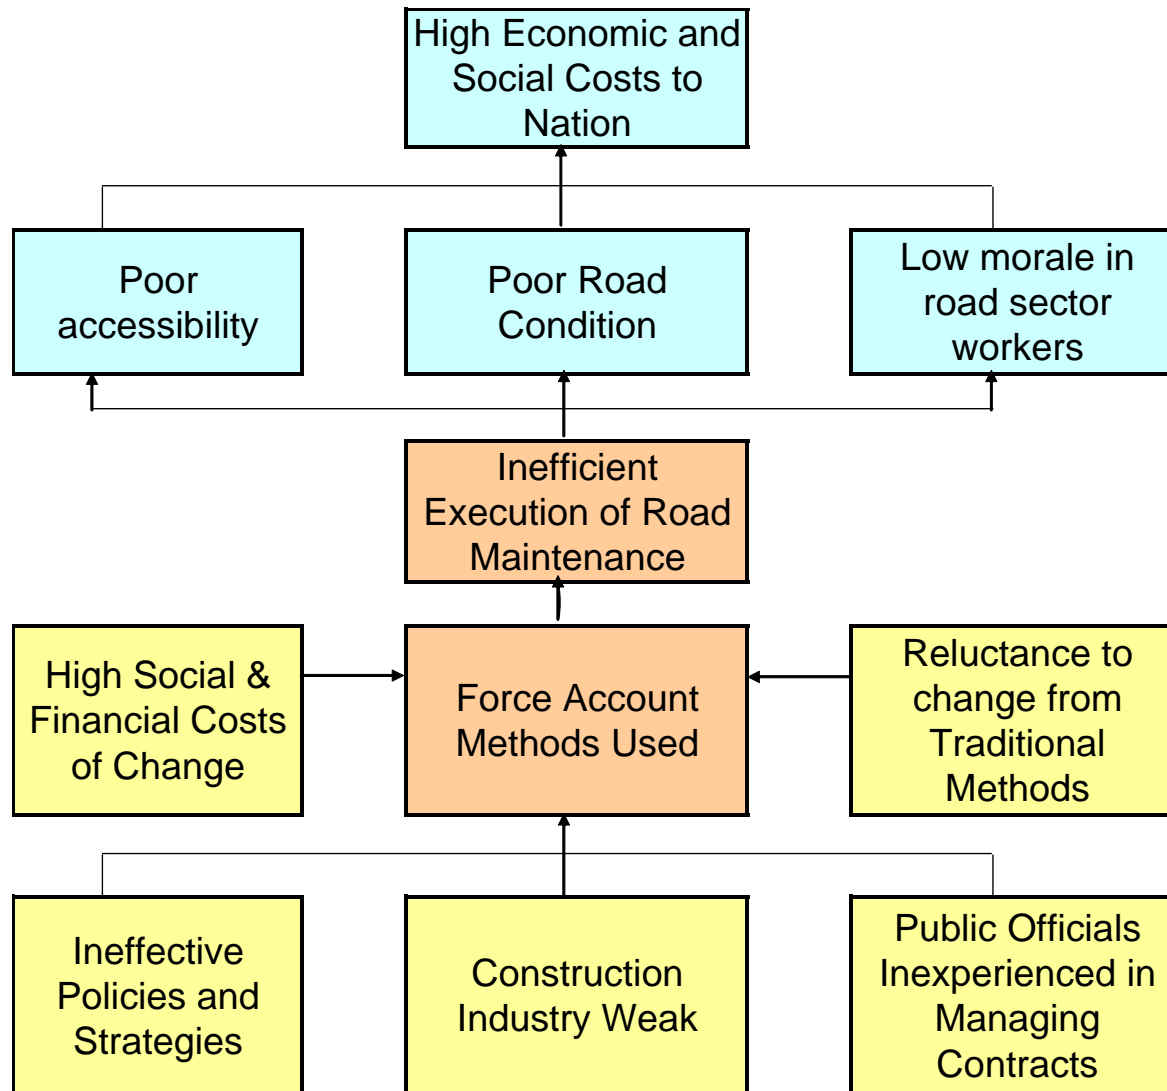 High Economic and
Social Costs to
Nation
Poor
accessibility
Poor Road
Condition
Low morale in
road sector
workers
Inefficient
Execution of Road
Maintenance
High Social &
Financial Costs
of Change
Force Account
Methods Used
Reluctance to
change from
Traditional
Methods
Ineffective
Policies and
Strategies
Construction
Industry Weak
Public Officials
Inexperienced in
Managing
Contracts